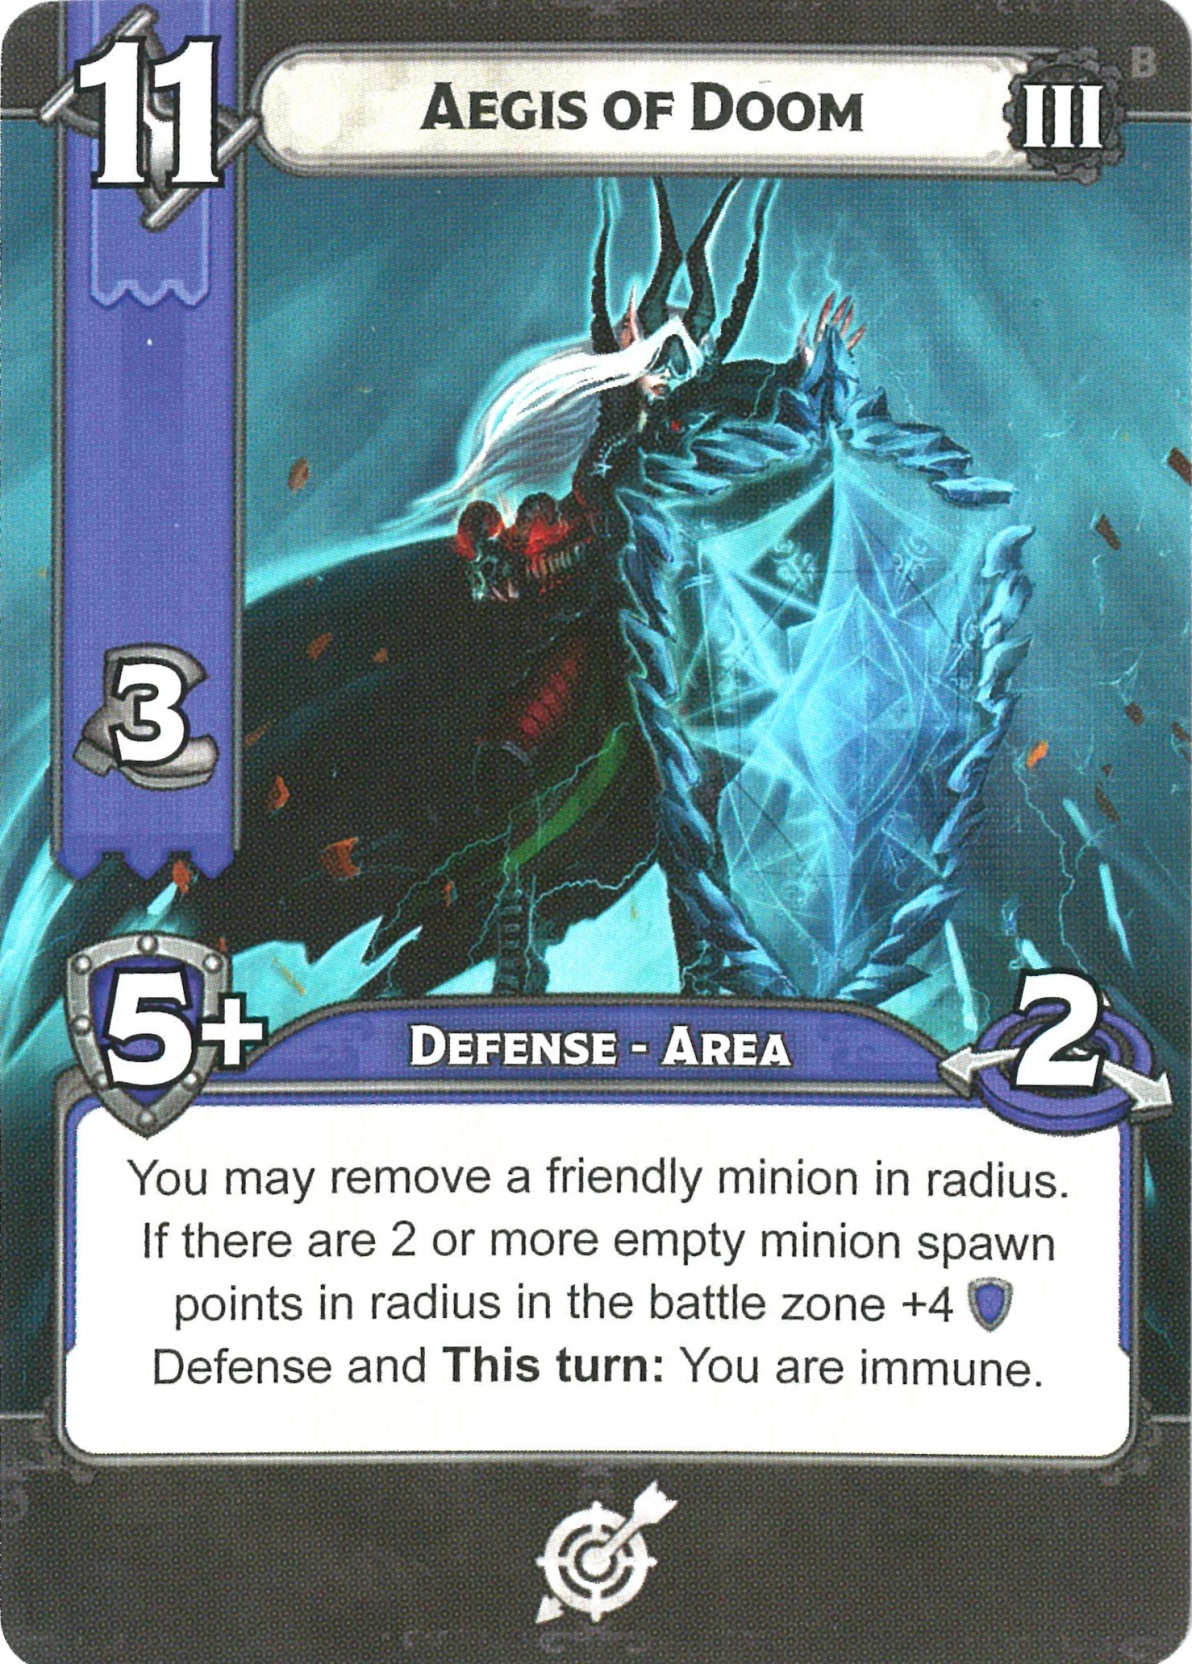 11
AEGIS OF DOOM
III
B
3
5+
DEFENSE - AREA
2
You may remove a friendly minion in radius.
If there are 2 or more empty minion spawn
points in radius in the battle zone +4
Defense and This turn: You are immune.